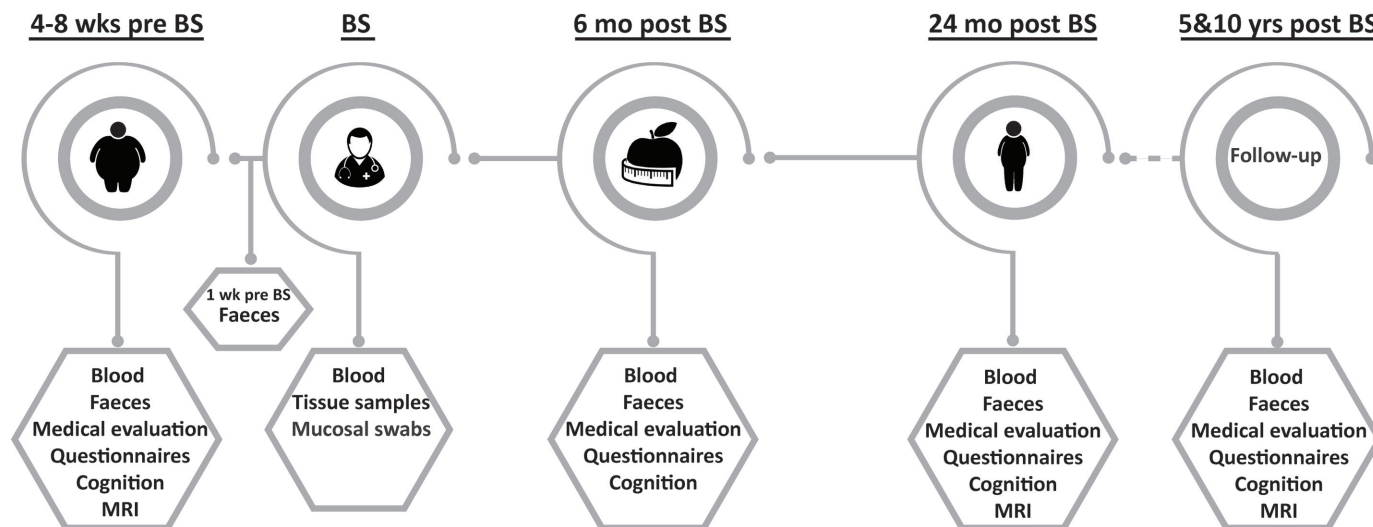 4-8 wks pre BS
BS
6 mo post BS
24 mo post BS
5&10 yrs post BS
Follow-up
1 wk pre BS
Faeces
Blood
Faeces
Medical evaluation
Questionnaires
Cognition
MRI
Blood
Tissue samples
Mucosal swabs
Blood
Faeces
Medical evaluation
Questionnaires
Cognition
Blood
Faeces
Medical evaluation
Questionnaires
Cognition
MRI
Blood
Faeces
Medical evaluation
Questionnaires
Cognition
MRI